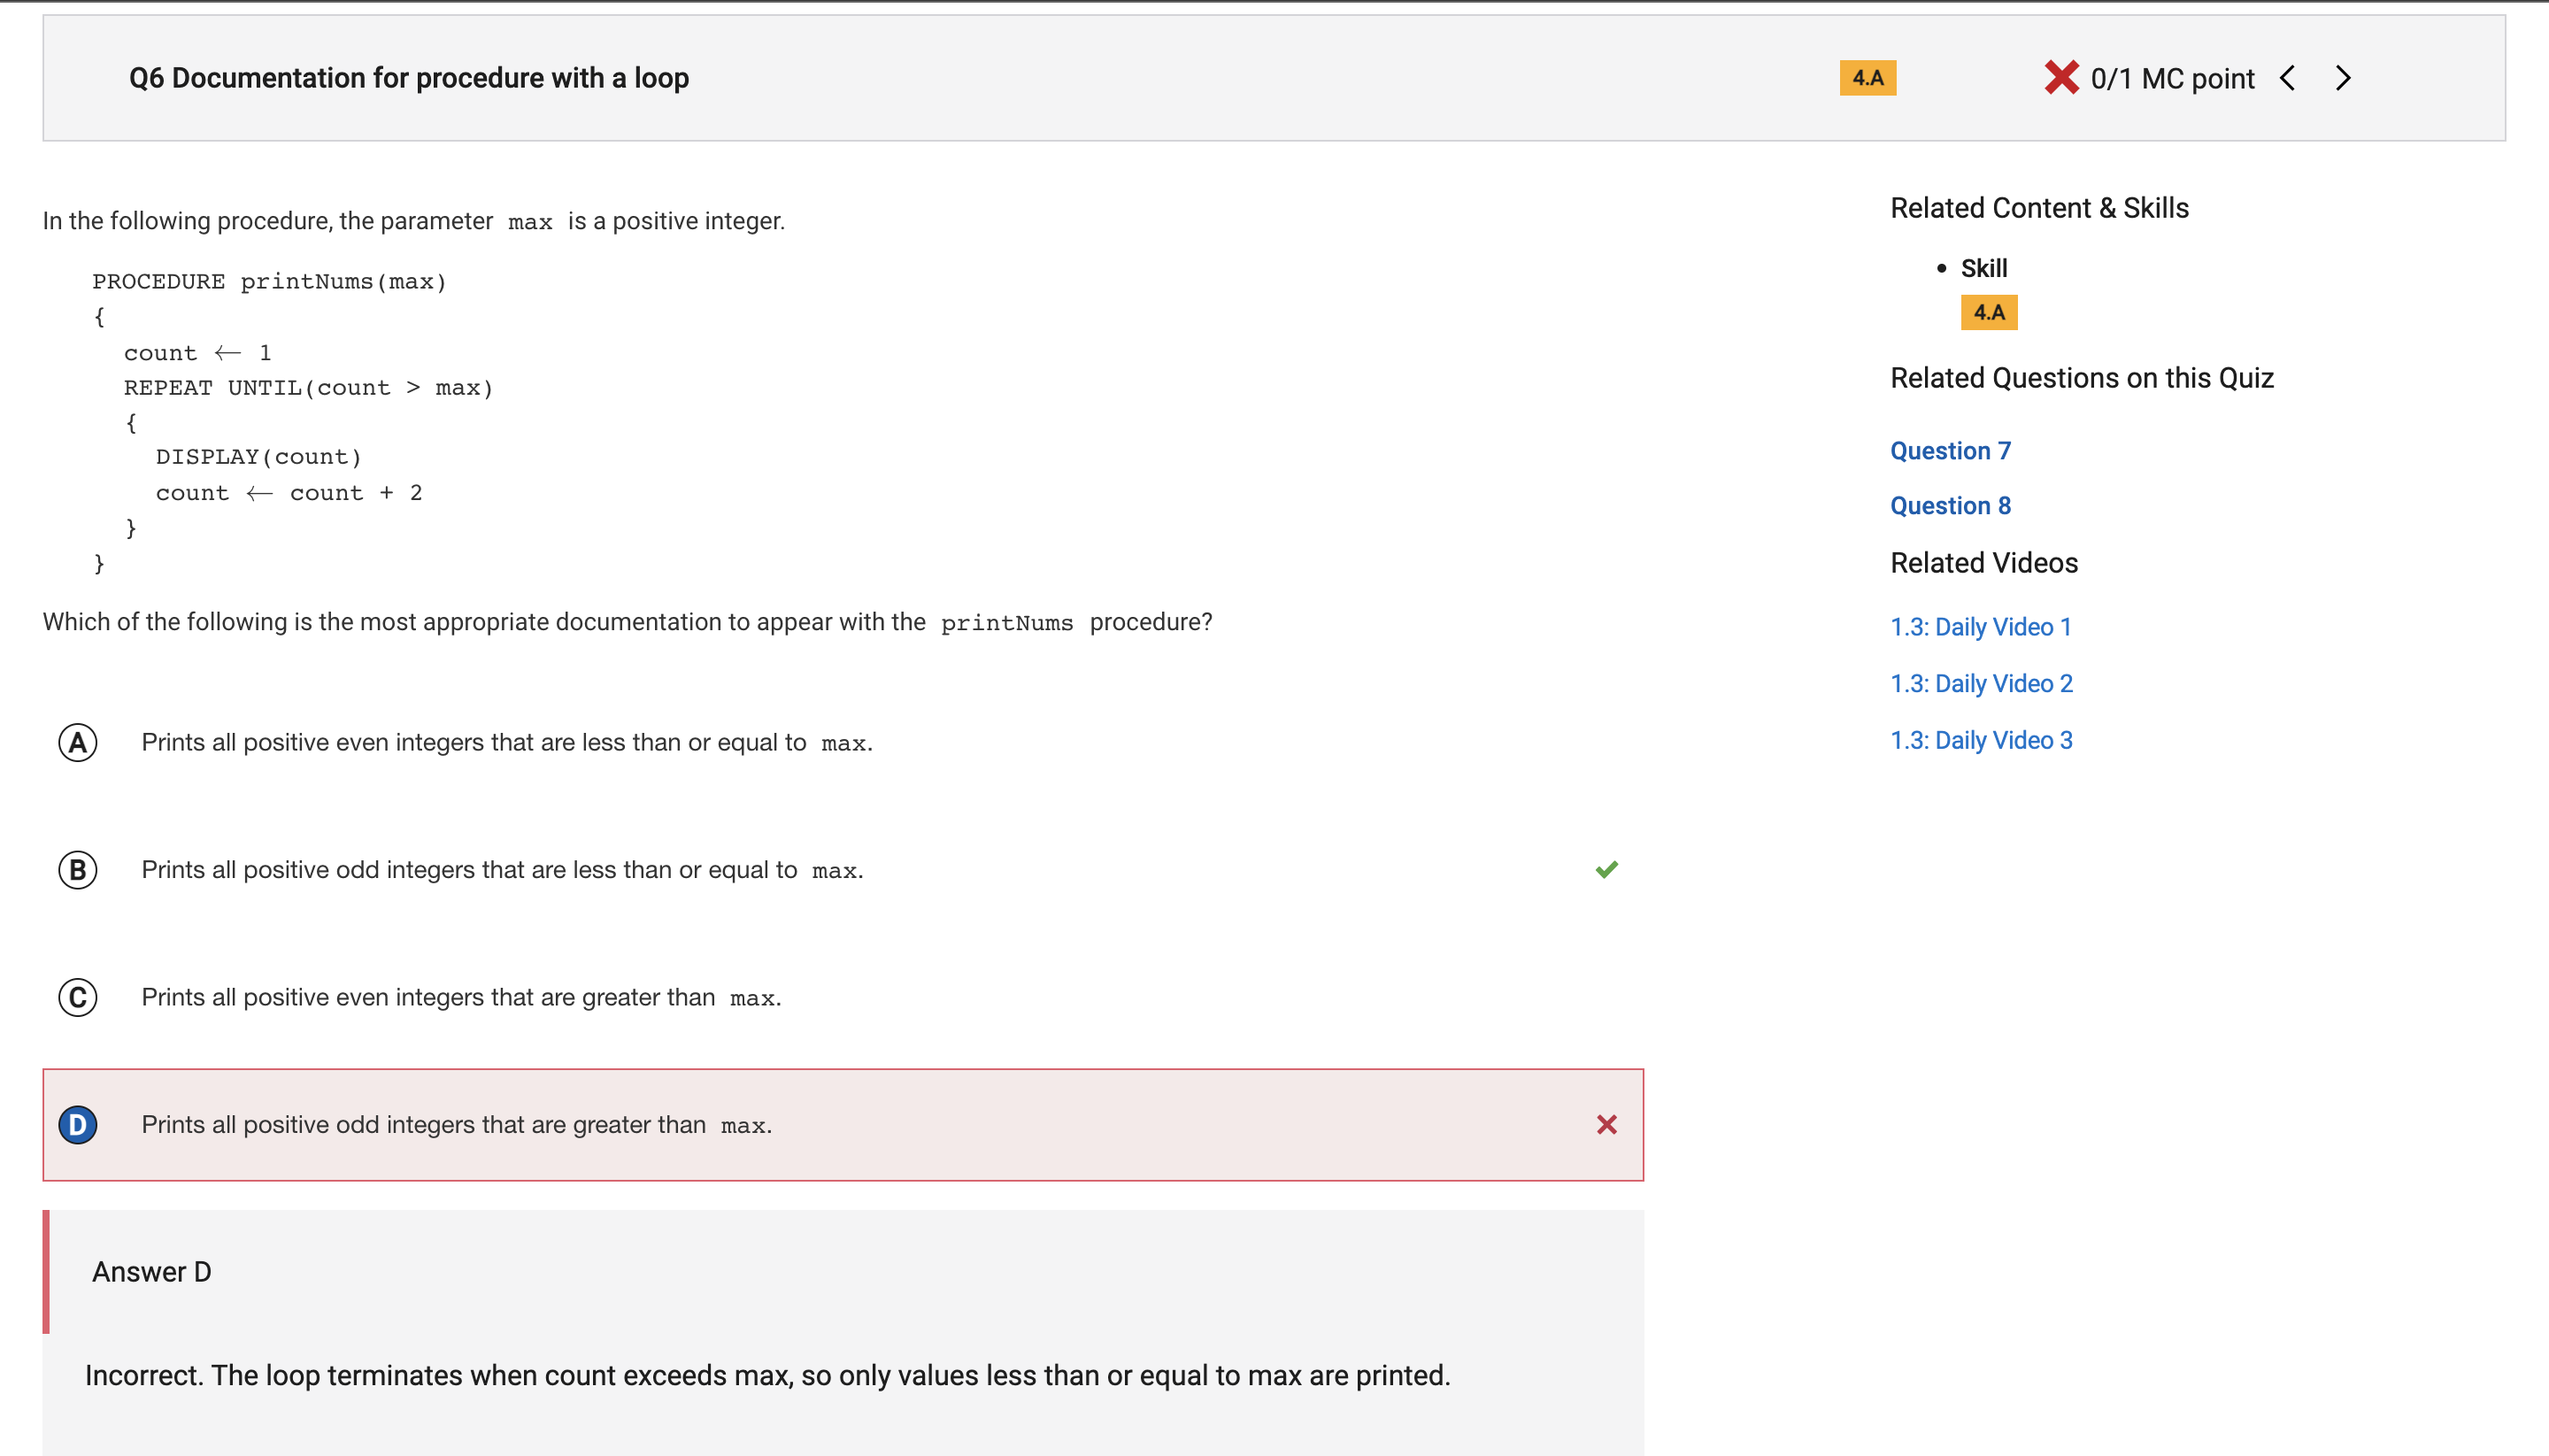 Q6 Documentation for procedure with a loop
4.A
0/1 MC point
In the following procedure, the parameter max is a positive integer.
PROCEDURE printNums(max)
{
count ← 1
REPEAT UNTIL(count > max)
{
DISPLAY(count)
count ← count + 2
}
}
Which of the following is the most appropriate documentation to appear with the printNums procedure?
A Prints all positive even integers that are less than or equal to max.
B Prints all positive odd integers that are less than or equal to max.
C Prints all positive even integers that are greater than max.
D Prints all positive odd integers that are greater than max.
Answer D
Incorrect. The loop terminates when count exceeds max, so only values less than or equal to max are printed.
Related Content & Skills
• Skill
4.A
Related Questions on this Quiz
Question 7
Question 8
Related Videos
1.3: Daily Video 1
1.3: Daily Video 2
1.3: Daily Video 3